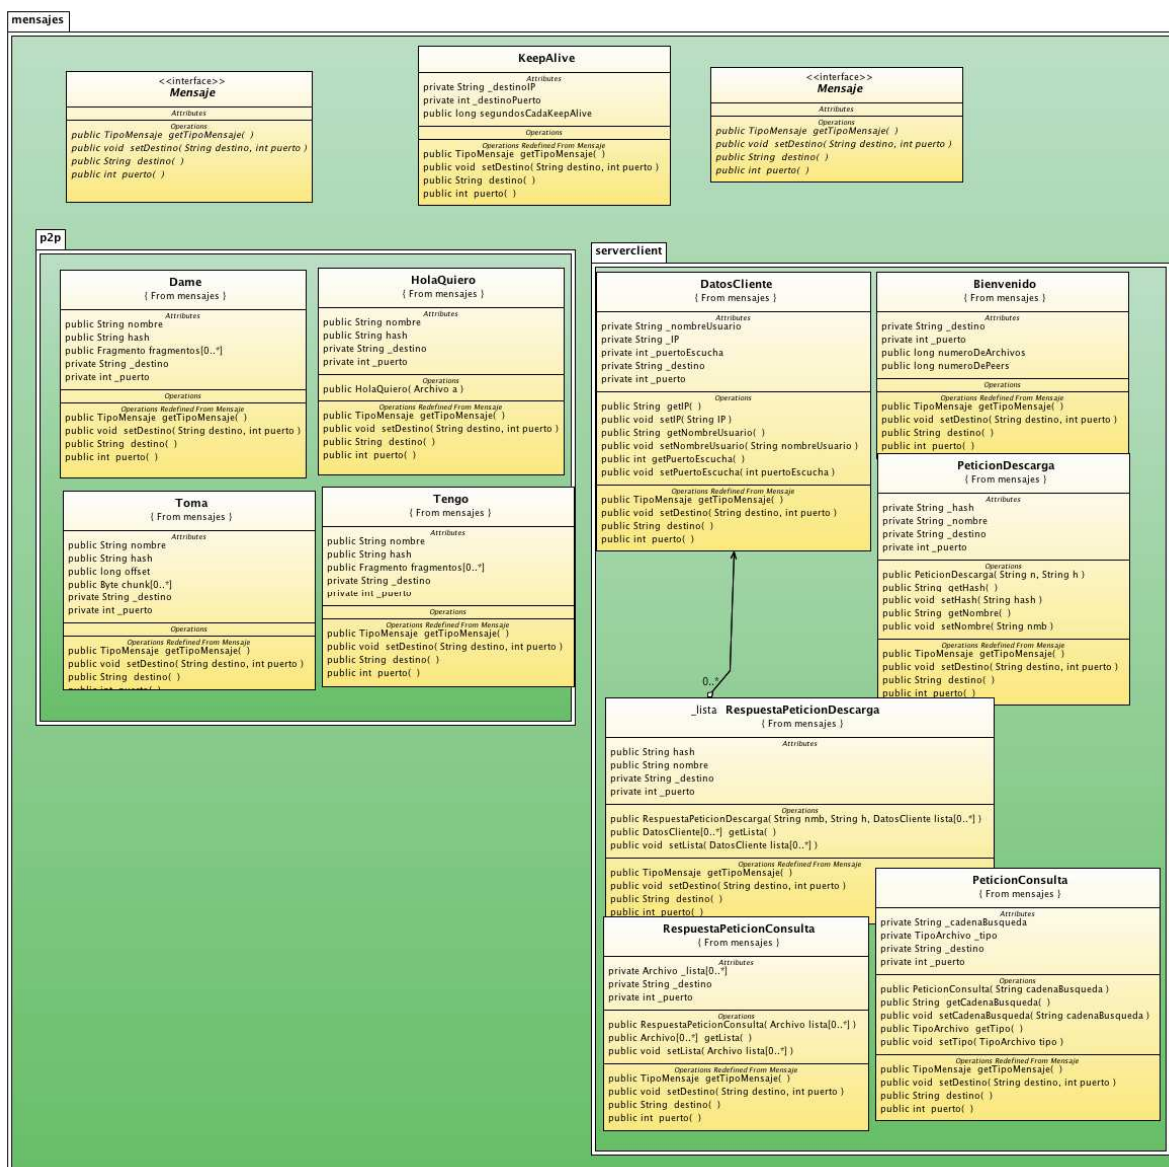 mensajes
<<interface>>
Mensaje
Attributes
Operations
public TipoMensaje getTipoMensaje( )
public void setDestino( String destino, int puerto )
public String destino( )
public int puerto( )
KeepAlive
Attributes
private String _destinoIP
private int _destinoPuerto
public long segundosCadaKeepAlive
Operations
Operations Redefined From Mensaje
public TipoMensaje getTipoMensaje( )
public void setDestino( String destino, int puerto )
public String destino( )
public int puerto( )
<<interface>>
Mensaje
Attributes
Operations
public TipoMensaje getTipoMensaje( )
public void setDestino( String destino, int puerto )
public String destino( )
public int puerto( )
p2p
Dame
{ From mensajes }
Attributes
public String nombre
public String hash
public Fragmento fragmentos[0..*]
private String _destino
private int _puerto
Operations
Operations Redefined From Mensaje
public TipoMensaje getTipoMensaje( )
public void setDestino( String destino, int puerto )
public String destino( )
public int puerto( )
HolaQuiero
{ From mensajes }
Attributes
public String nombre
public String hash
private String _destino
private int _puerto
Operations
public HolaQuiero( Archivo a )
Operations Redefined From Mensaje
public TipoMensaje getTipoMensaje( )
public void setDestino( String destino, int puerto )
public String destino( )
public int puerto( )
Toma
{ From mensajes }
Attributes
public String nombre
public String hash
public long offset
public Byte chunk[0..*]
private String _destino
private int _puerto
Operations
Operations Redefined From Mensaje
public TipoMensaje getTipoMensaje( )
public void setDestino( String destino, int puerto )
public String destino( )
public int puerto( )
Tengo
{ From mensajes }
Attributes
public String nombre
public String hash
public Fragmento fragmentos[0..*]
private String _destino
private int _puerto
Operations
Operations Redefined From Mensaje
public TipoMensaje getTipoMensaje( )
public void setDestino( String destino, int puerto )
public String destino( )
public int puerto( )
serverclient
DatosCliente
{ From mensajes }
Attributes
private String _nombreUsuario
private String _IP
private int _puertoEscucha
private String _destino
private int _puerto
Operations
public String getIP( )
public void setIP( String IP )
public String getNombreUsuario( )
public void setNombreUsuario( String nombreUsuario )
public int getPuertoEscucha( )
public void setPuertoEscucha( int puertoEscucha )
Operations Redefined From Mensaje
public TipoMensaje getTipoMensaje( )
public void setDestino( String destino, int puerto )
public String destino( )
public int puerto( )
Bienvenido
{ From mensajes }
Attributes
private String _destino
private int _puerto
public long numeroDeArchivos
public long numeroDePeers
Operations
Operations Redefined From Mensaje
public TipoMensaje getTipoMensaje( )
public void setDestino( String destino, int puerto )
public String destino( )
public int puerto( )
PeticionDescarga
{ From mensajes }
Attributes
private String _hash
private String _nombre
private String _destino
private int _puerto
Operations
public PeticionDescarga( String n, String h )
public String getHash( )
public void setHash( String hash )
public String getNombre( )
public void setNombre( String nmb )
Operations Redefined From Mensaje
public TipoMensaje getTipoMensaje( )
public void setDestino( String destino, int puerto )
public String destino( )
public int puerto( )
0..*
_lista
RespuestaPeticionDescarga
{ From mensajes }
Attributes
public String hash
public String nombre
private String _destino
private int _puerto
Operations
public RespuestaPeticionDescarga( String nmb, String h, DatosCliente lista[0..*] )
public DatosCliente[0..*] getLista( )
public void setLista( DatosCliente lista[0..*] )
Operations Redefined From Mensaje
public TipoMensaje getTipoMensaje( )
public void setDestino( String destino, int puerto )
public String destino( )
public int puerto( )
RespuestaPeticionConsulta
{ From mensajes }
Attributes
private Archivo _lista[0..*]
private String _destino
private int _puerto
Operations
public RespuestaPeticionConsulta( Archivo lista[0..*] )
public Archivo[0..*] getLista( )
public void setLista( Archivo lista[0..*] )
Operations Redefined From Mensaje
public TipoMensaje getTipoMensaje( )
public void setDestino( String destino, int puerto )
public String destino( )
public int puerto( )
PeticionConsulta
{ From mensajes }
Attributes
private String _cadenaBusqueda
private TipoArchivo _tipo
private String _destino
private int _puerto
Operations
public PeticionConsulta( String cadenaBusqueda )
public String getCadenaBusqueda( )
public void setCadenaBusqueda( String cadenaBusqueda )
public TipoArchivo getTipo( )
public void setTipo( TipoArchivo tipo )
Operations Redefined From Mensaje
public TipoMensaje getTipoMensaje( )
public void setDestino( String destino, int puerto )
public String destino( )
public int puerto( )